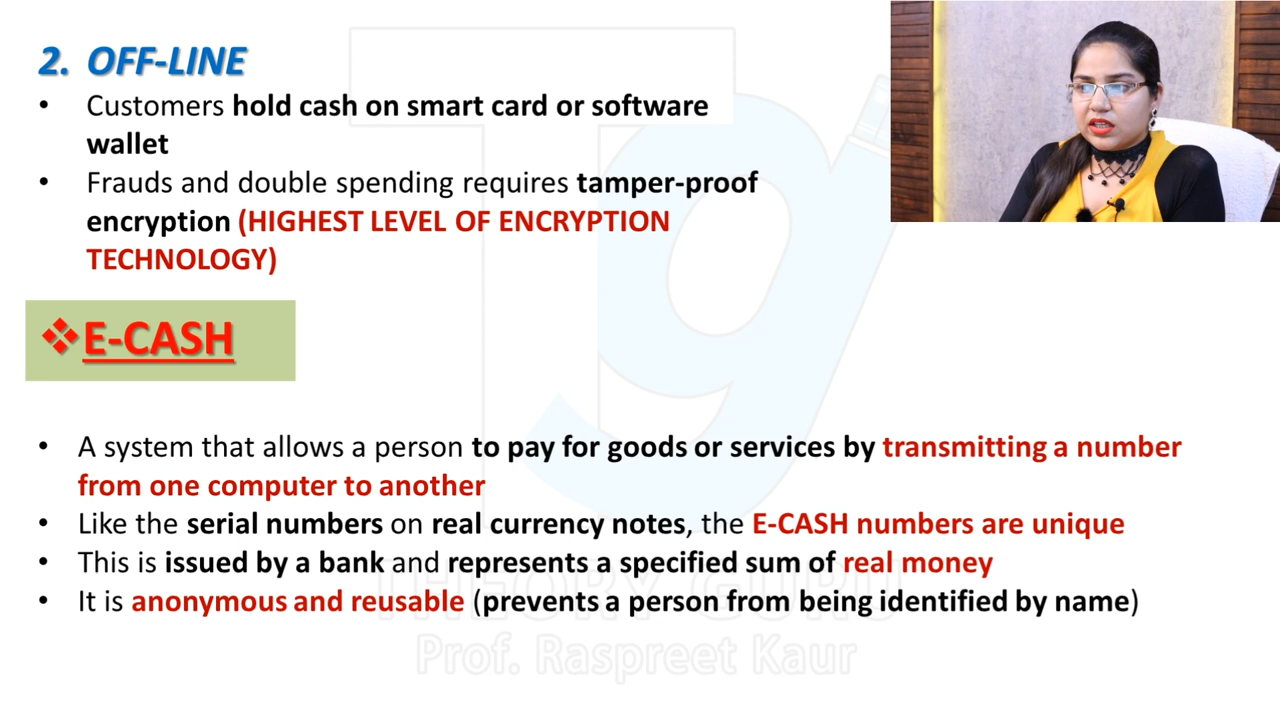 2. OFF-LINE
• Customers hold cash on smart card or software
wallet
• Frauds and double spending requires tamper-proof
encryption (HIGHEST LEVEL OF ENCRYPTION
TECHNOLOGY)
❖E-CASH
• A system that allows a person to pay for goods or services by transmitting a number
from one computer to another
• Like the serial numbers on real currency notes, the E-CASH numbers are unique
• This is issued by a bank and represents a specified sum of real money
• It is anonymous and reusable (prevents a person from being identified by name)
Tg
THEORY GURU
Prof. Raspreet Kaur